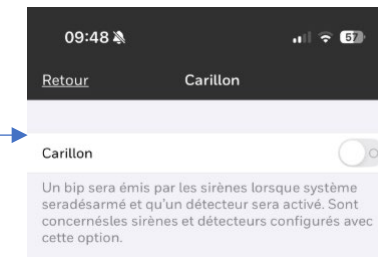 09:48 57
Retour Carillon
Carillon
Un bip sera émis par les sirènes lorsque système
seradésarmé et qu'un détecteur sera activé. Sont
concernésles sirènes et détecteurs configurés avec
cette option.